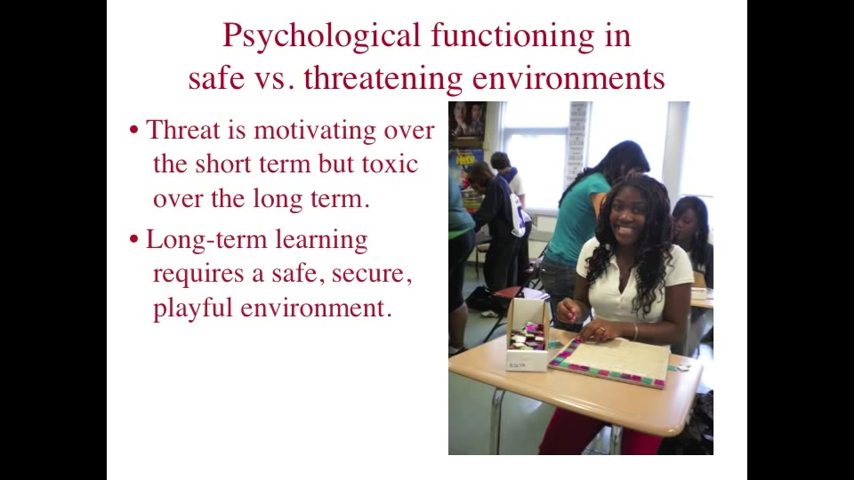 Psychological functioning in
safe vs. threatening environments
• Threat is motivating over
the short term but toxic
over the long term.
• Long-term learning
requires a safe, secure,
playful environment.